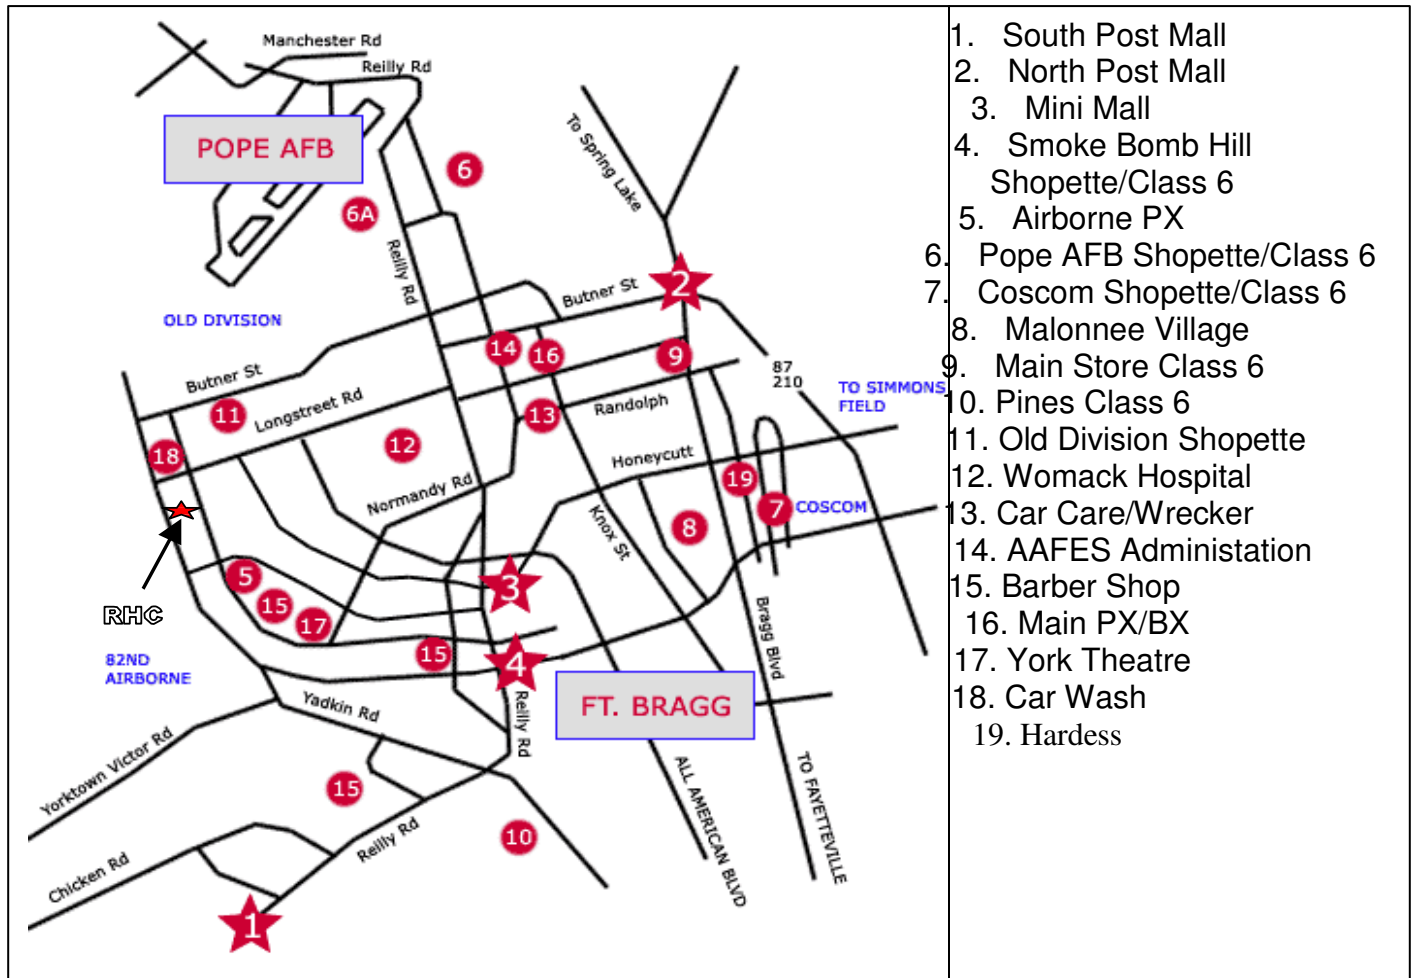 Manchester Rd
Reilly Rd
POPE AFB
6
6A
To Spring Lake
Reilly Rd
2
Butner St
OLD DIVISION
14
16
9
87
210
TO SIMMONS
FIELD
Butner St
11
Longstreet Rd
13
Randolph
12
18
Honeycutt
19
Normandy Rd
Knox St.
8
7
COSCOM
RHC
5
15
17
3
15
4
Bragg Blvd
82ND
AIRBORNE
Yadkin Rd
Reilly Rd
FT. BRAGG
Yorktown Victor Rd
15
ALL AMERICAN BLVD
TO FAYETTEVILLE
Chicken Rd
Reilly Rd
10
1
1. South Post Mall
2. North Post Mall
3. Mini Mall
4. Smoke Bomb Hill
Shopette/Class 6
5. Airborne PX
6. Pope AFB Shopette/Class 6
7. Coscom Shopette/Class 6
8. Malonnee Village
9. Main Store Class 6
10. Pines Class 6
11. Old Division Shopette
12. Womack Hospital
13. Car Care/Wrecker
14. AAFES Administation
15. Barber Shop
16. Main PX/BX
17. York Theatre
18. Car Wash
19. Hardess